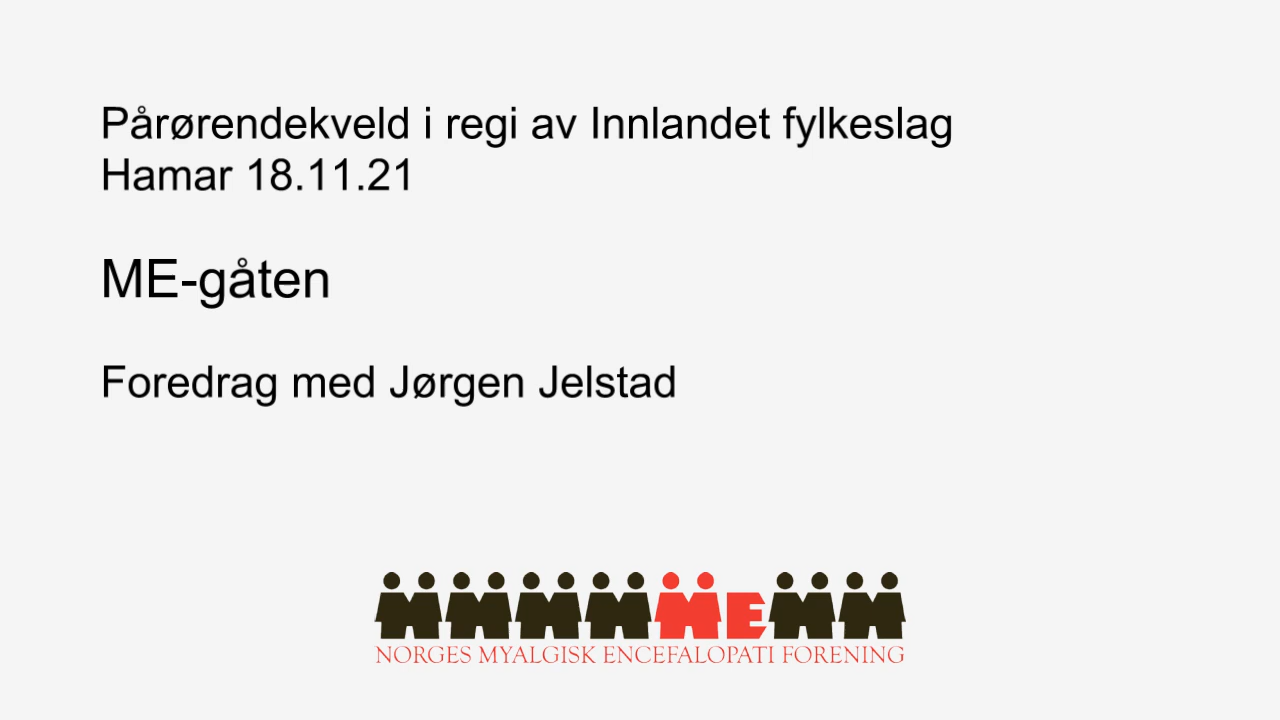 Pårørendekveld i regi av Innlandet fylkeslag
Hamar 18.11.21
ME-gåten
Foredrag med Jørgen Jelstad
ME
NORGES MYALGISK ENCEFALOPATI FORENING